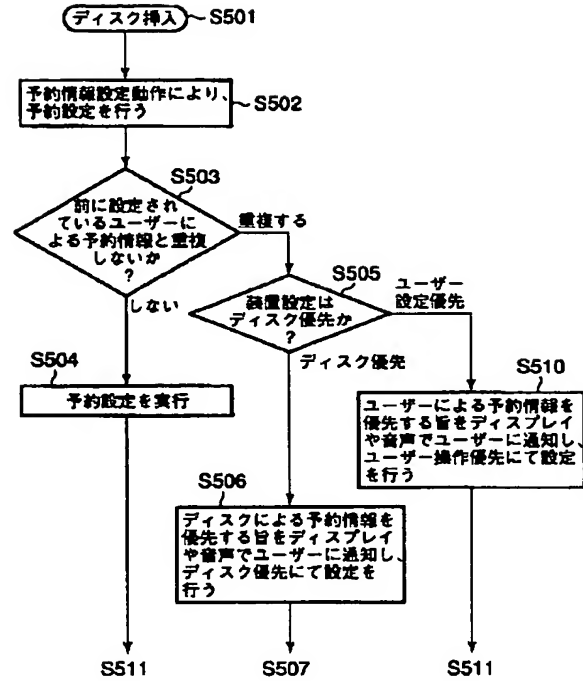 ディスク挿入
S501
予約情報設定動作により、
予約設定を行う
S502
S503
前に設定され
ているユーザーに
よる予約情報と重複
しないか
?
重複する
しない
S505
装置設定は
ディスク優先か
?
ユーザー
設定優先
ディスク優先
S504
予約設定を実行
S510
ユーザーによる予約情報を
優先する旨をディスプレイ
や音声でユーザーに通知し、
ユーザー操作優先にて設定
を行う
S506
ディスクによる予約情報を
優先する旨をディスプレイ
や音声でユーザーに通知し、
ディスク優先にて設定を
行う
S511
S507
S511